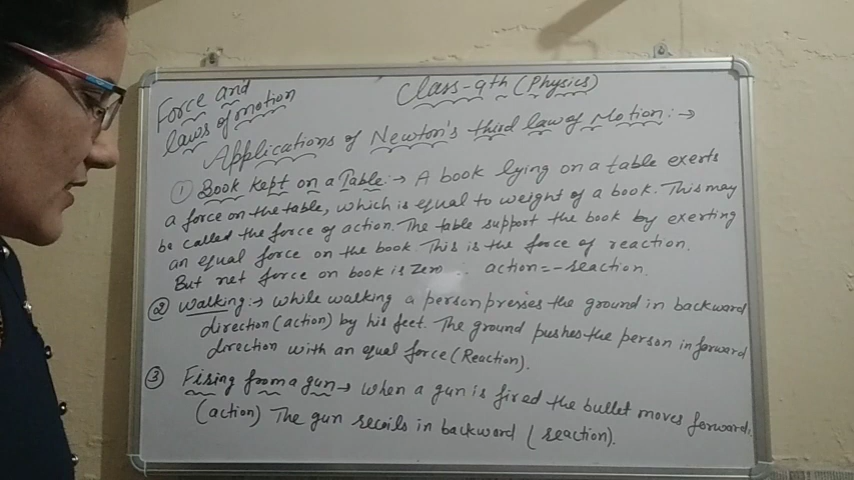 Force and
laws of motion
Class-9th (Physics)
Applications of Newton's third law of Motion:→
① Book kept on a Table:→ A book lying on a table exerts
a force on the table, which is equal to weight of a book. This may
be called the force of action. The table support the book by exerting
an equal force on the book. This is the force of reaction.
But net force on book is zero ∴ action = - reaction.
② Walking:→ while walking a person presses the ground in backward
direction (action) by his feet. The ground pushes the person in forward
direction with an equal force (Reaction).
③ Firing from a gun → when a gun is fired the bullet moves forward.
(action) The gun recoils in backward (reaction).